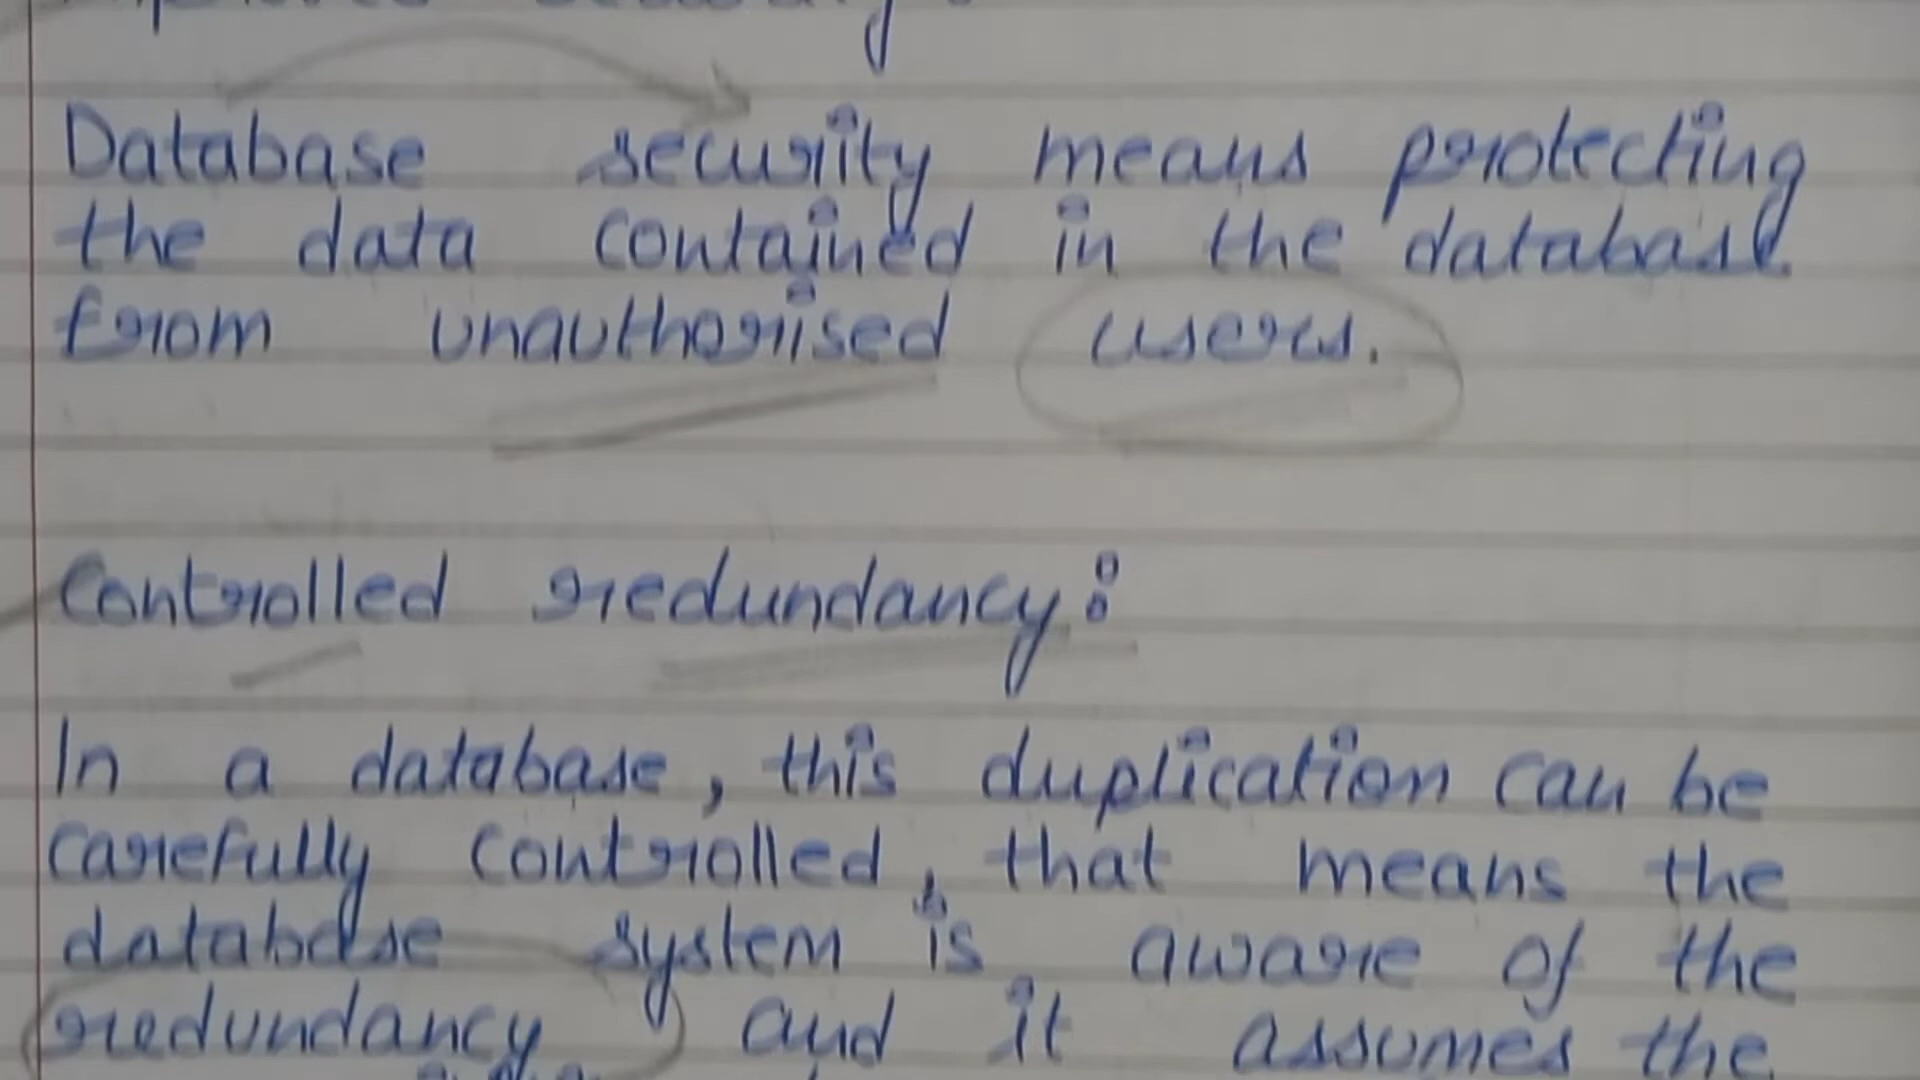 Database security means protecting
the data contained in the database
from unauthorised users.
Controlled redundancy:
In a database, this duplication can be
carefully controlled, that means the
database system is aware of the
redundancy and it assumes the